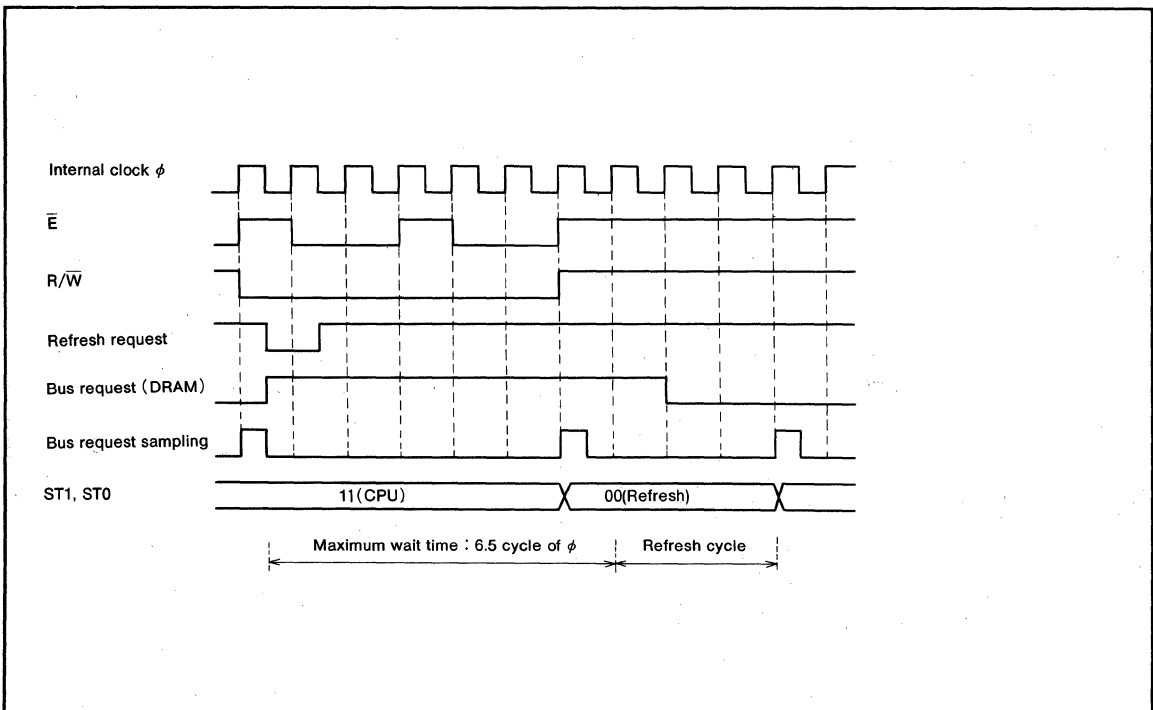 Internal clock φ
E̅
R/W̅
Refresh request
Bus request (DRAM)
Bus request sampling
ST1, ST0
11(CPU)
00(Refresh)
Maximum wait time : 6.5 cycle of φ
Refresh cycle